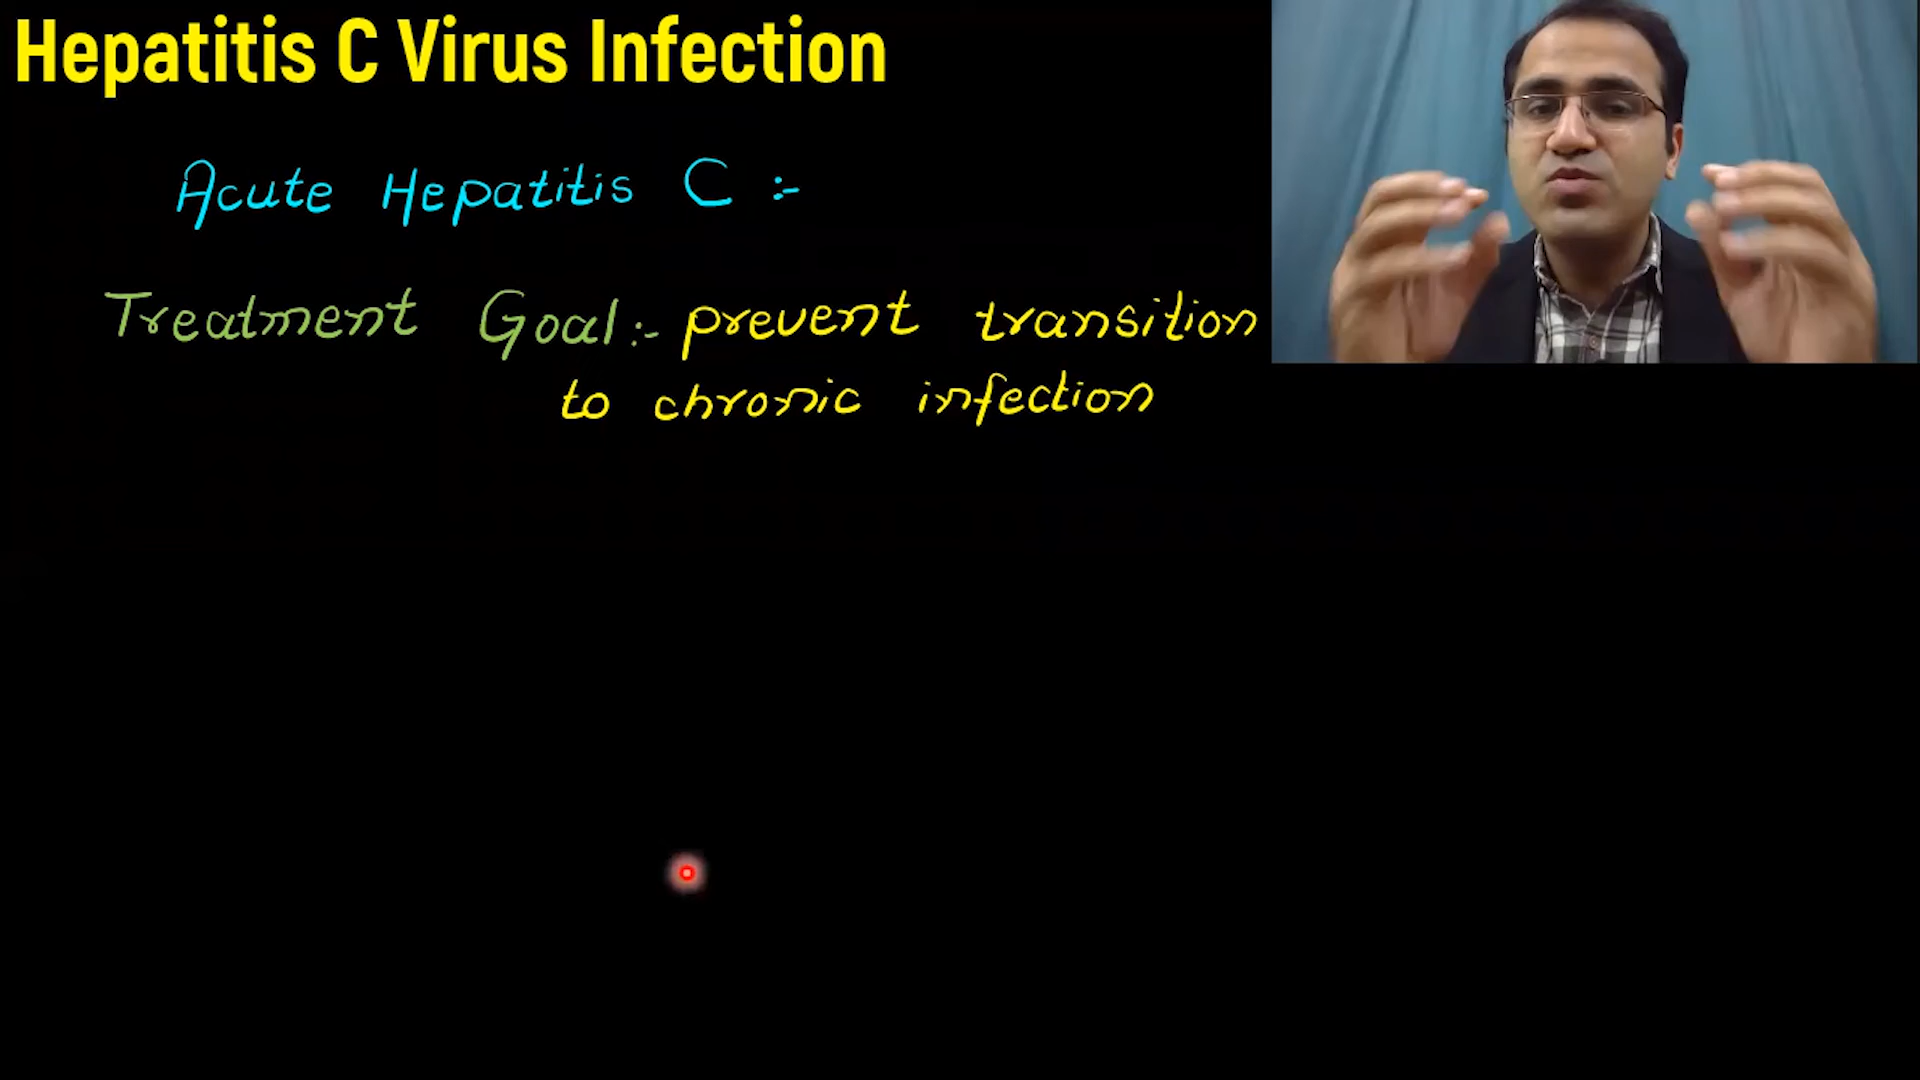 Hepatitis C Virus Infection
Acute Hepatitis C :-
Treatment Goal:- prevent transition
to chronic infection